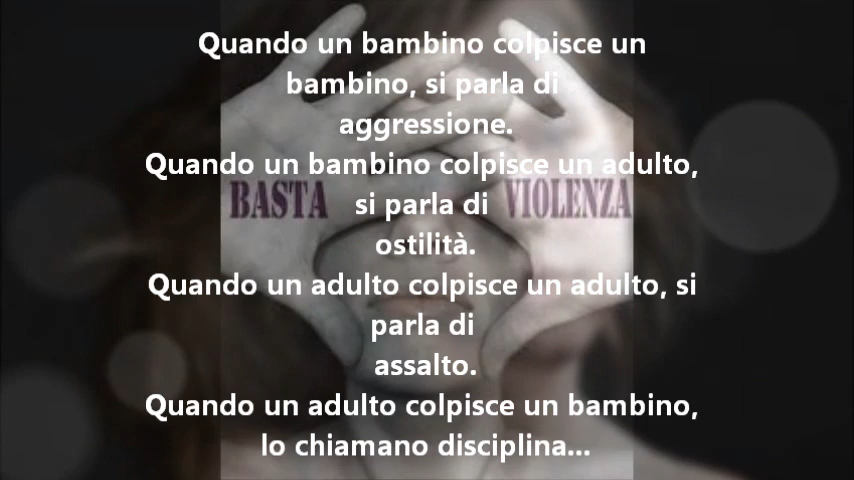 Quando un bambino colpisce un
bambino, si parla di
aggressione.
Quando un bambino colpisce un adulto,
BASTA si parla di VIOLENZA
ostilità.
Quando un adulto colpisce un adulto, si
parla di
assalto.
Quando un adulto colpisce un bambino,
lo chiamano disciplina...